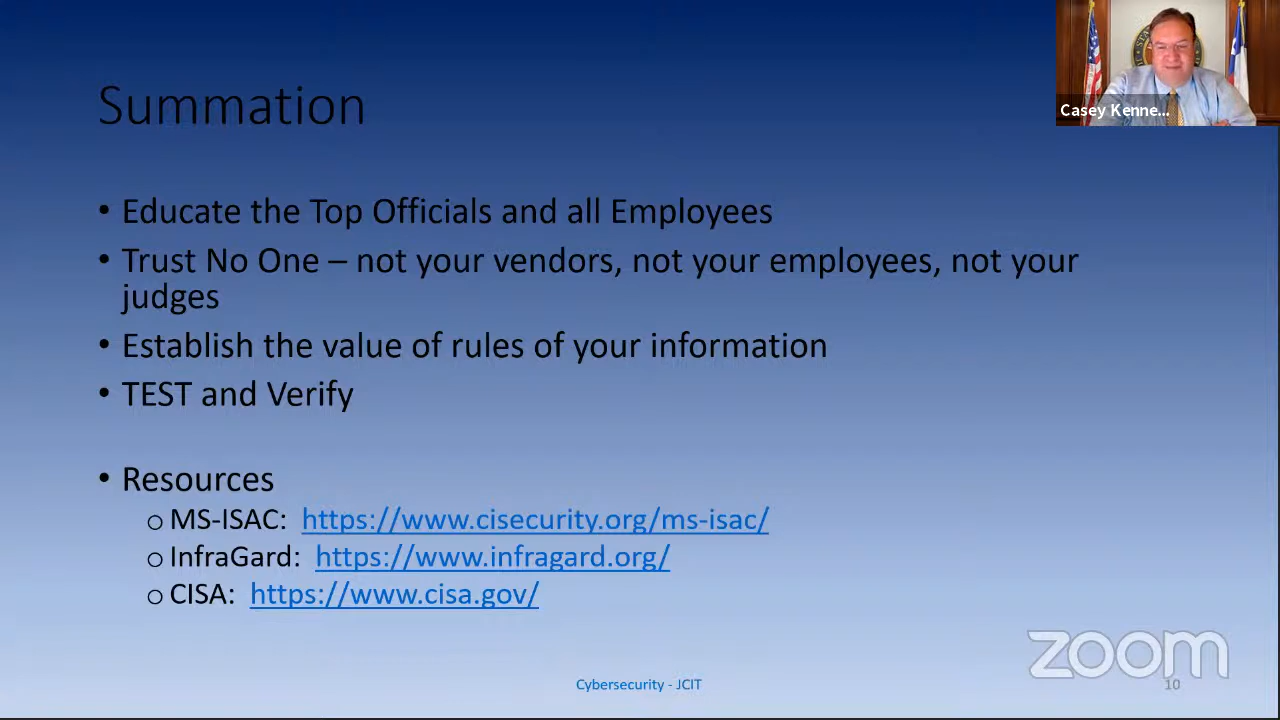 Summation
• Educate the Top Officials and all Employees
• Trust No One – not your vendors, not your employees, not your
judges
• Establish the value of rules of your information
• TEST and Verify
• Resources
o MS-ISAC: https://www.cisecurity.org/ms-isac/
o InfraGard: https://www.infragard.org/
o CISA: https://www.cisa.gov/
Casey Kenne...
zoom
Cybersecurity - JCIT
10